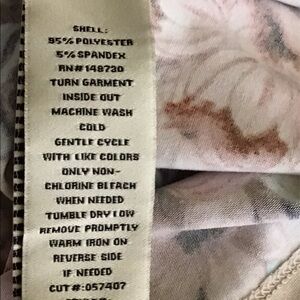 SHELL:
95% POLYESTER
5% SPANDEX
RN# 148730
TURN GARMENT
INSIDE OUT
MACHINE WASH
COLD
GENTLE CYCLE
WITH LIKE COLORS
ONLY NON-
CHLORINE BLEACH
WHEN NEEDED
TUMBLE DRY LOW
REMOVE PROMPTLY
WARM IRON ON
REVERSE SIDE
IF NEEDED
CUT#:057407